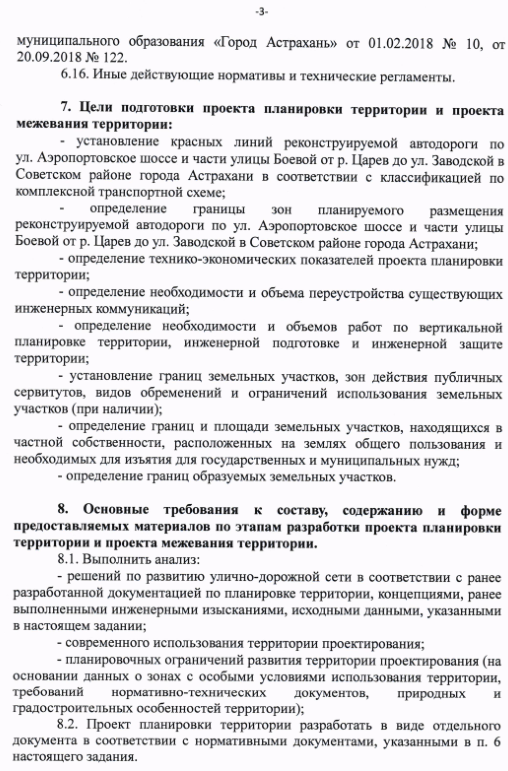 -3-
муниципального образования «Город Астрахань» от 01.02.2018 № 10, от
20.09.2018 № 122.
6.16. Иные действующие нормативы и технические регламенты.
7. Цели подготовки проекта планировки территории и проекта
межевания территории:
- установление красных линий реконструируемой автодороги по
ул. Аэропортовское шоссе и части улицы Боевой от р. Царев до ул. Заводской в
Советском районе города Астрахани в соответствии с классификацией по
комплексной транспортной схеме;
- определение границы зон планируемого размещения
реконструируемой автодороги по ул. Аэропортовское шоссе и части улицы
Боевой от р. Царев до ул. Заводской в Советском районе города Астрахани;
- определение технико-экономических показателей проекта планировки
территории;
- определение необходимости и объема переустройства существующих
инженерных коммуникаций;
- определение необходимости и объемов работ по вертикальной
планировке территории, инженерной подготовке и инженерной защите
территории;
- установление границ земельных участков, зон действия публичных
сервитутов, видов обременений и ограничений использования земельных
участков (при наличии);
- определение границ и площади земельных участков, находящихся в
частной собственности, расположенных на землях общего пользования и
необходимых для изъятия для государственных и муниципальных нужд;
- определение границ образуемых земельных участков.
8. Основные требования к составу, содержанию и форме
предоставляемых материалов по этапам разработки проекта планировки
территории и проекта межевания территории.
8.1. Выполнить анализ:
- решений по развитию улично-дорожной сети в соответствии с ранее
разработанной документацией по планировке территории, концепциями, ранее
выполненными инженерными изысканиями, исходными данными, указанными
в настоящем задании;
- современного использования территории проектирования;
- планировочных ограничений развития территории проектирования (на
основании данных о зонах с особыми условиями использования территории,
требований нормативно-технических документов, природных и
градостроительных особенностей территории);
8.2. Проект планировки территории разработать в виде отдельного
документа в соответствии с нормативными документами, указанными в п. 6
настоящего задания.